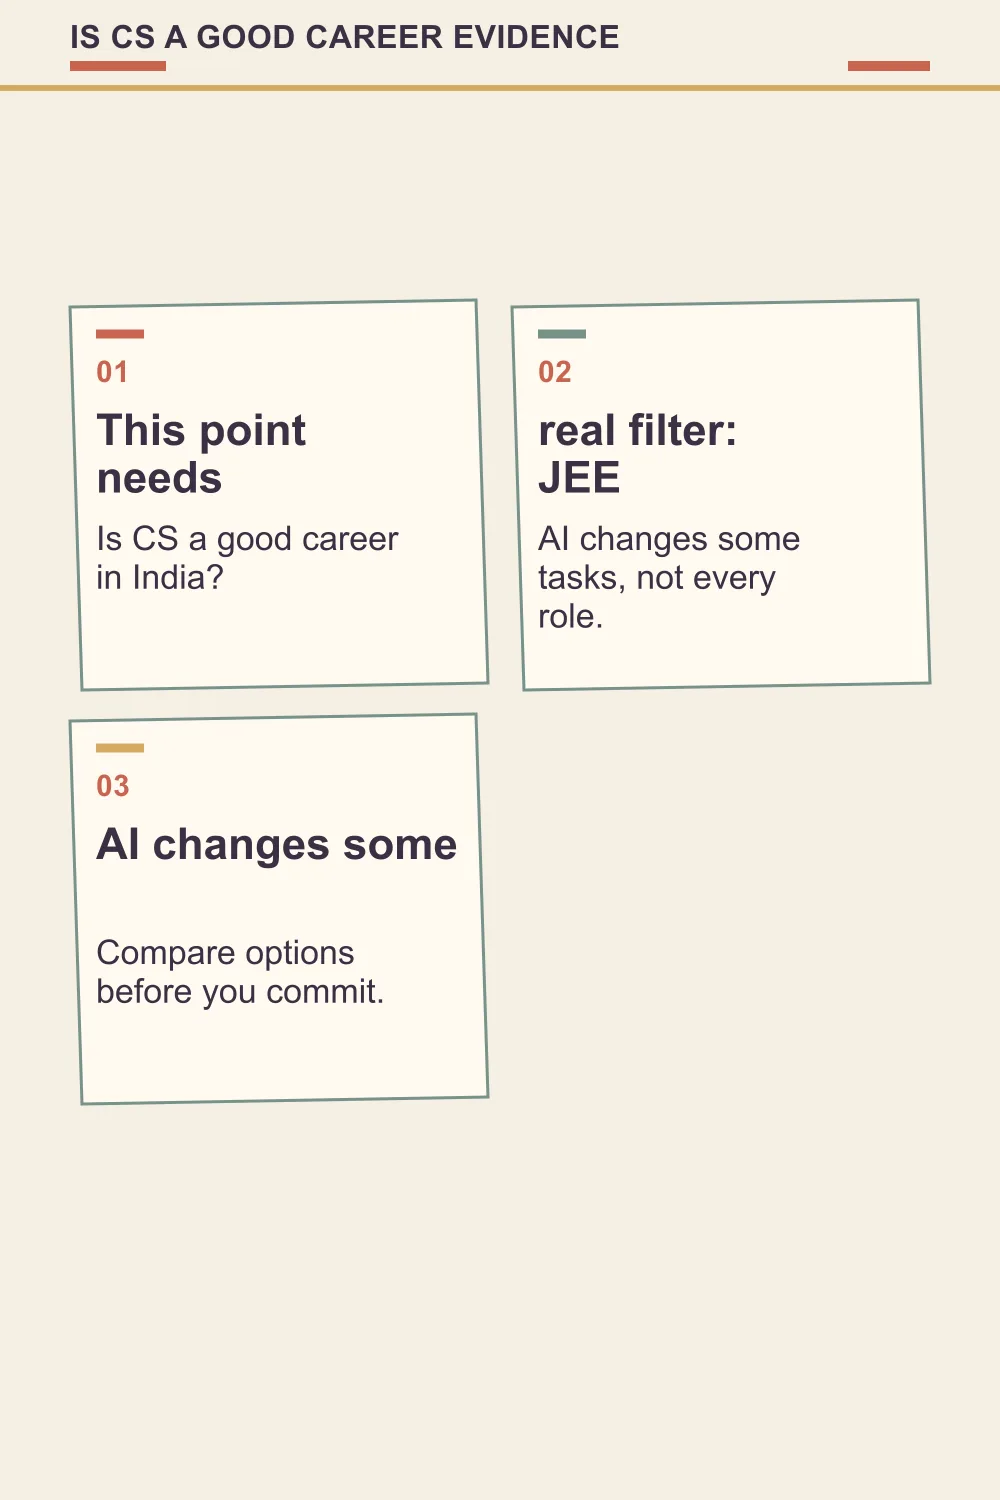 IS CS A GOOD CAREER EVIDENCE
01
This point
needs
Is CS a good career
in India?
02
real filter:
JEE
AI changes some
tasks, not every
role.
03
AI changes some
Compare options
before you commit.